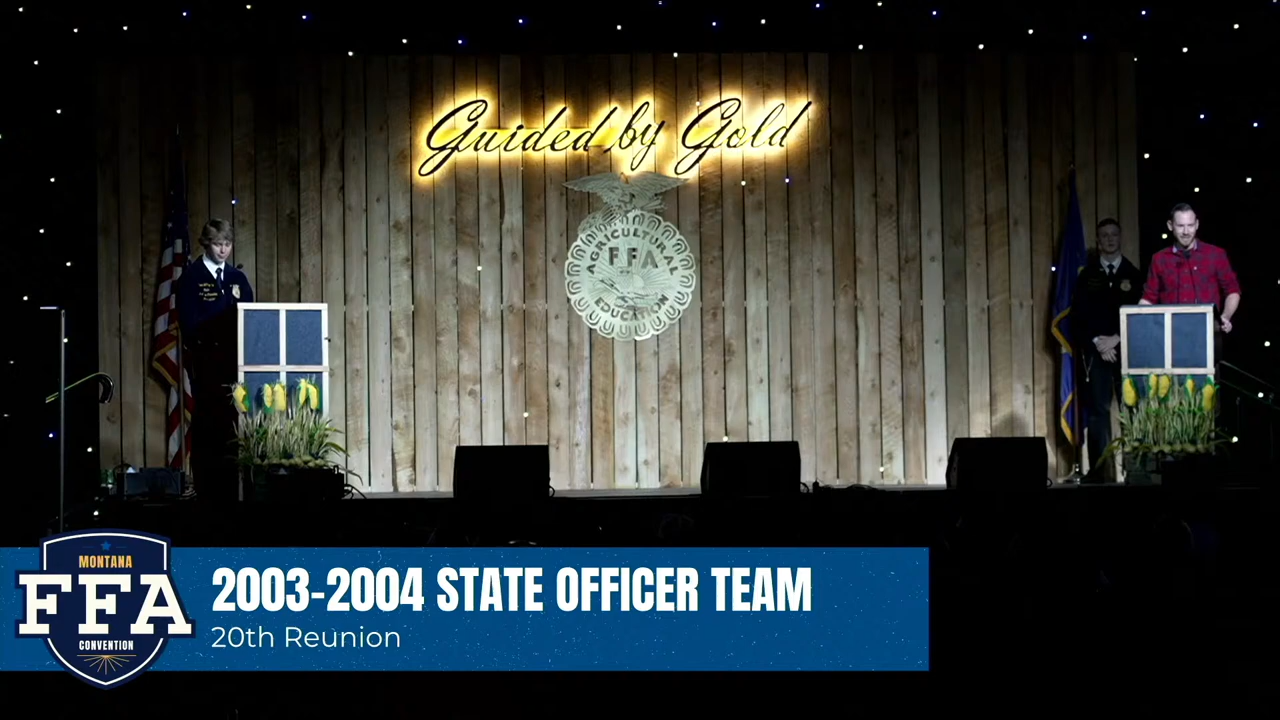 Guided by Gold
AGRICULTURAL
FFA
EDUCATION
MONTANA
FFA
CONVENTION
2003-2004 STATE OFFICER TEAM
20th Reunion